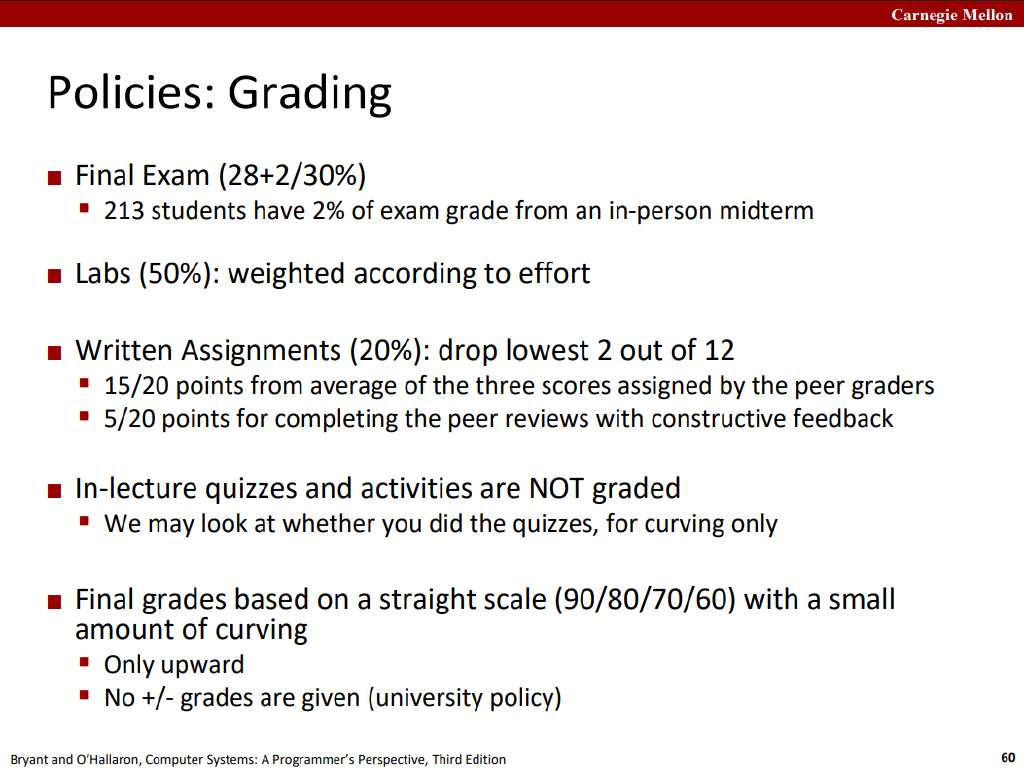 Carnegie Mellon
Policies: Grading
■ Final Exam (28+2/30%)
▪ 213 students have 2% of exam grade from an in-person midterm
■ Labs (50%): weighted according to effort
■ Written Assignments (20%): drop lowest 2 out of 12
▪ 15/20 points from average of the three scores assigned by the peer graders
▪ 5/20 points for completing the peer reviews with constructive feedback
■ In-lecture quizzes and activities are NOT graded
▪ We may look at whether you did the quizzes, for curving only
■ Final grades based on a straight scale (90/80/70/60) with a small
amount of curving
▪ Only upward
▪ No +/- grades are given (university policy)
Bryant and O’Hallaron, Computer Systems: A Programmer’s Perspective, Third Edition
60